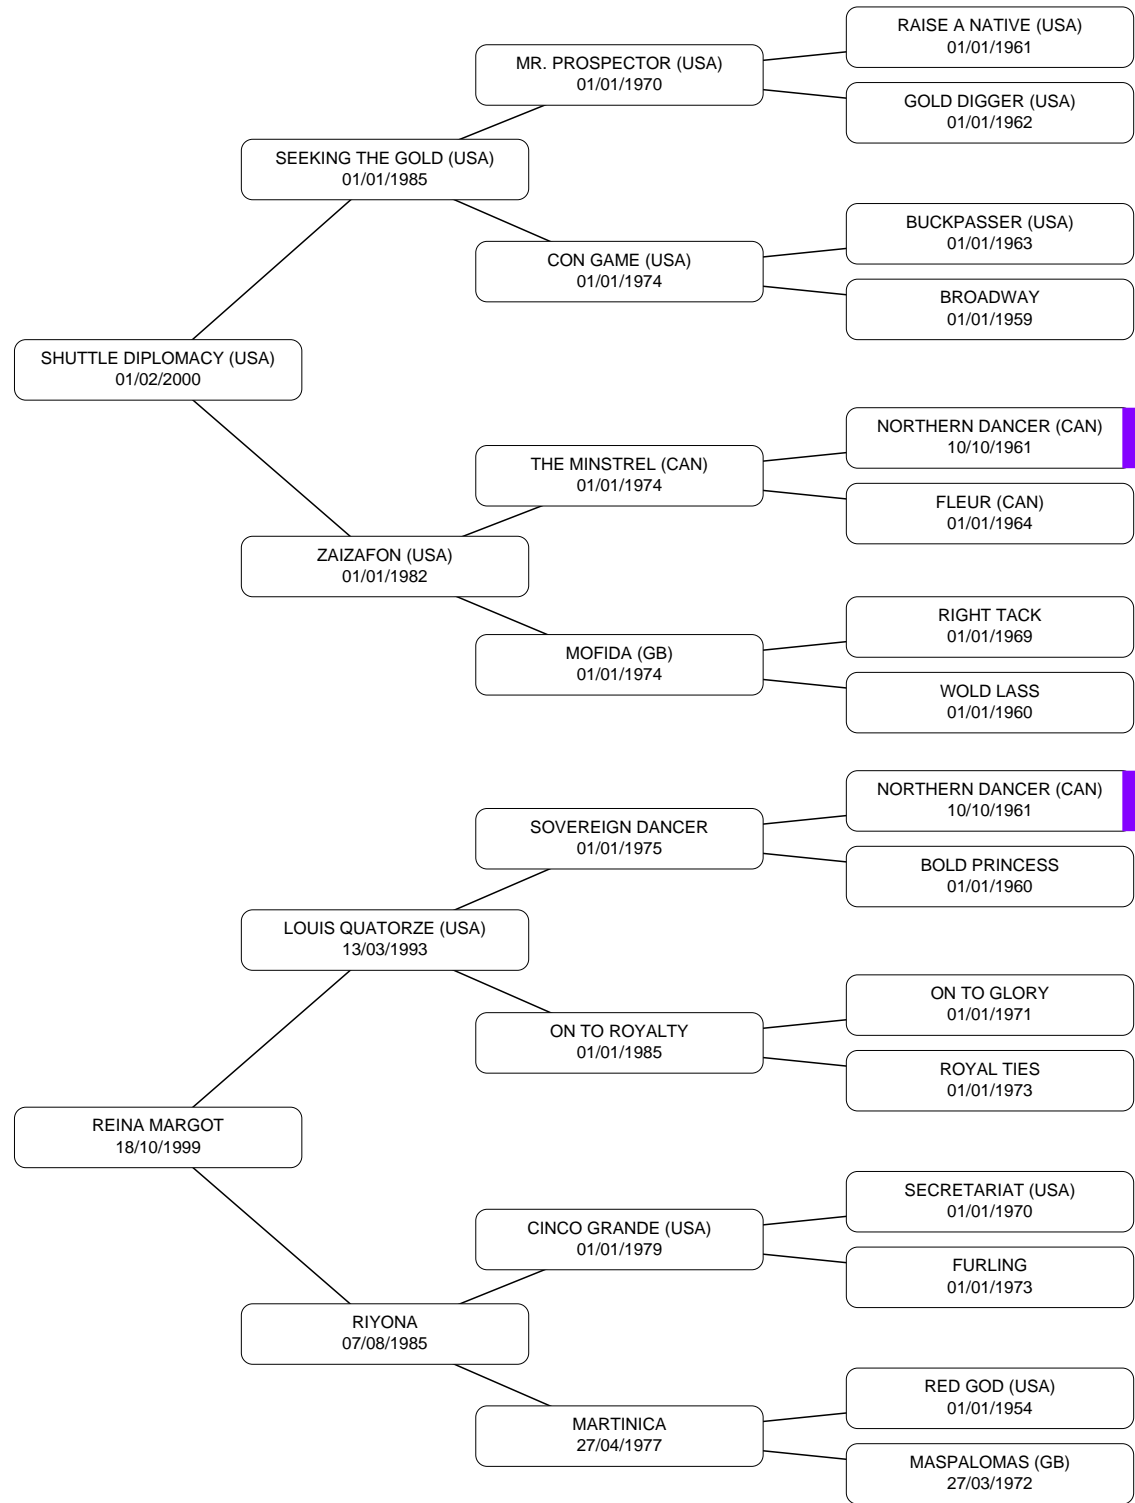 RAISE A NATIVE (USA)
01/01/1961
MR. PROSPECTOR (USA)
01/01/1970
GOLD DIGGER (USA)
01/01/1962
SEEKING THE GOLD (USA)
01/01/1985
BUCKPASSER (USA)
01/01/1963
CON GAME (USA)
01/01/1974
BROADWAY
01/01/1959
SHUTTLE DIPLOMACY (USA)
01/02/2000
NORTHERN DANCER (CAN)
10/10/1961
THE MINSTREL (CAN)
01/01/1974
FLEUR (CAN)
01/01/1964
ZAIZAFON (USA)
01/01/1982
RIGHT TACK
01/01/1969
MOFIDA (GB)
01/01/1974
WOLD LASS
01/01/1960
NORTHERN DANCER (CAN)
10/10/1961
SOVEREIGN DANCER
01/01/1975
BOLD PRINCESS
01/01/1960
LOUIS QUATORZE (USA)
13/03/1993
ON TO GLORY
01/01/1971
ON TO ROYALTY
01/01/1985
ROYAL TIES
01/01/1973
REINA MARGOT
18/10/1999
SECRETARIAT (USA)
01/01/1970
CINCO GRANDE (USA)
01/01/1979
FURLING
01/01/1973
RIYONA
07/08/1985
RED GOD (USA)
01/01/1954
MARTINICA
27/04/1977
MASPALOMAS (GB)
27/03/1972